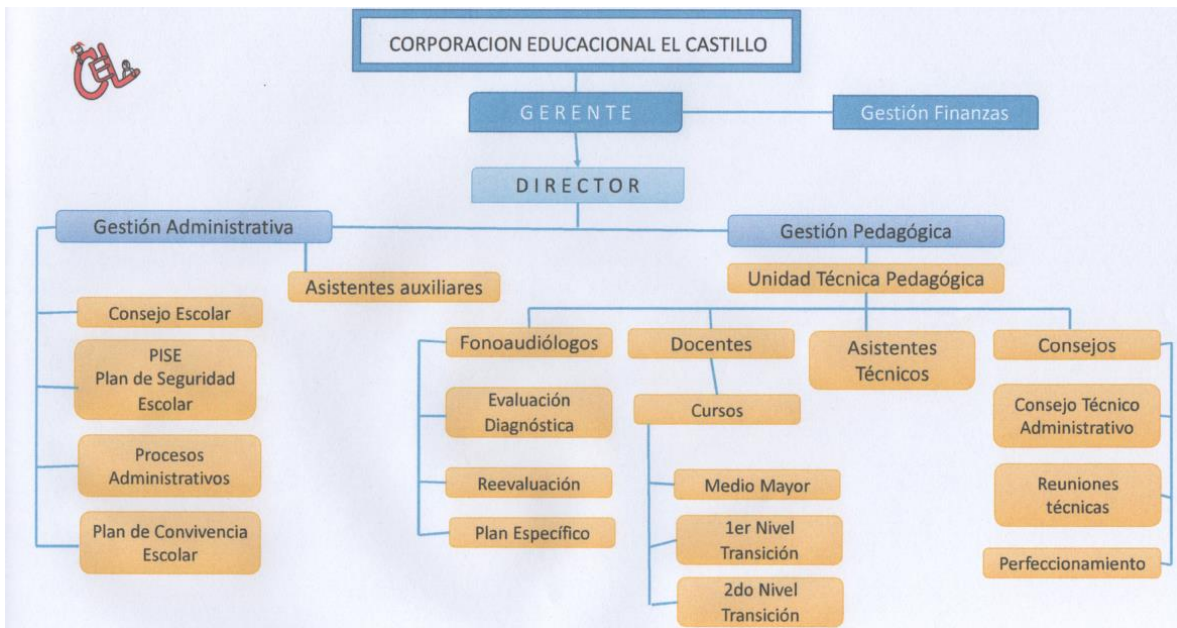 CEL
CORPORACION EDUCACIONAL EL CASTILLO
GERENTE
Gestión Finanzas
DIRECTOR
Gestión Administrativa
Gestión Pedagógica
Asistentes auxiliares
Unidad Técnica Pedagógica
Consejo Escolar
PISE
Plan de Seguridad
Escolar
Procesos
Administrativos
Plan de Convivencia
Escolar
Fonoaudiólogos
Evaluación
Diagnóstica
Reevaluación
Plan Específico
Docentes
Cursos
Medio Mayor
1er Nivel
Transición
2do Nivel
Transición
Asistentes
Técnicos
Consejos
Consejo Técnico
Administrativo
Reuniones
técnicas
Perfeccionamiento